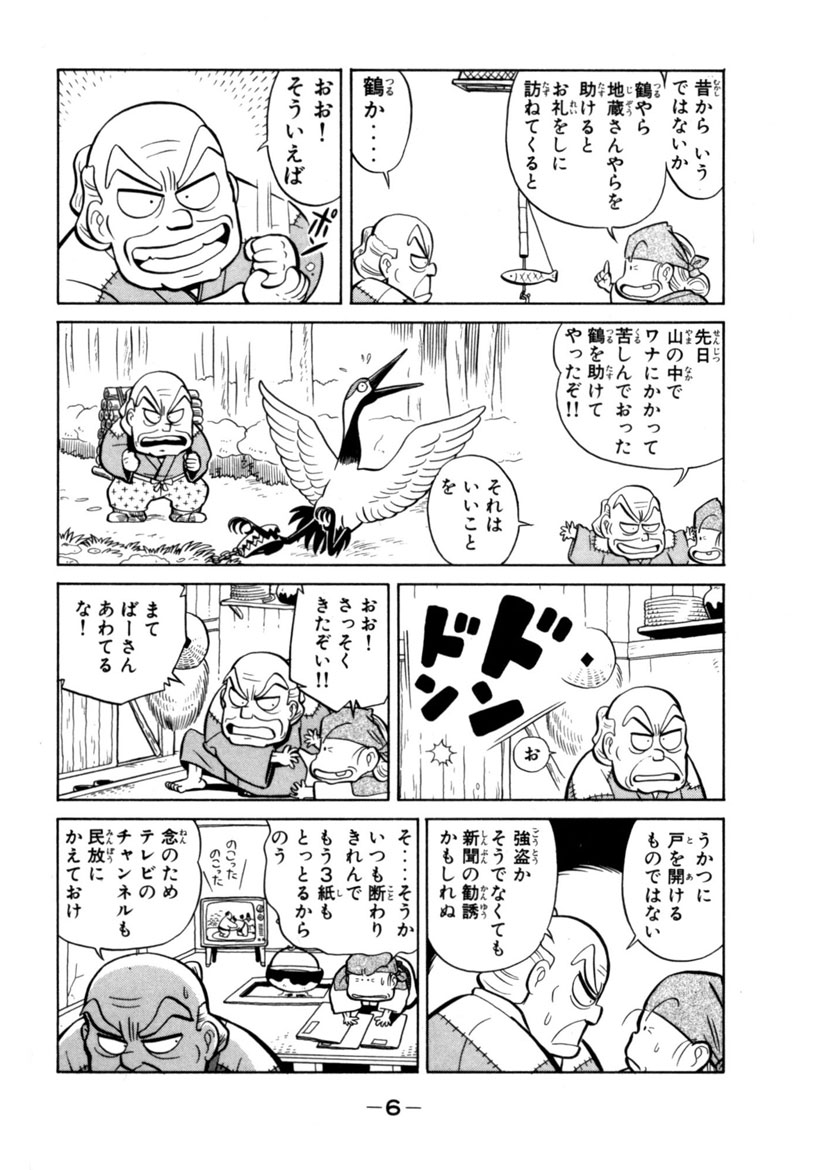 昔から いう
ではないか
鶴やら
地蔵さんやらを
助けると
お礼をしに
訪ねてくると
鶴か‥‥
おお！
そういえば
ポン
先日
山の中で
ワナにかかって
苦しんでおった
鶴を助けて
やったぞ!!
それは
いいこと
を
ドン
ドン
お
おお！
さっそく
きたぞい!!
まて
ばーさん
あわてる
な！
うかつに
戸を開ける
ものではない
強盗か
そうでなくても
新聞の勧誘
かもしれぬ
そ‥‥そうか
いつも断わり
きれんで
もう3紙も
とっとるから
のう
のこった
のこった
念のため
テレビの
チャンネルも
民放に
かえておけ
—6—